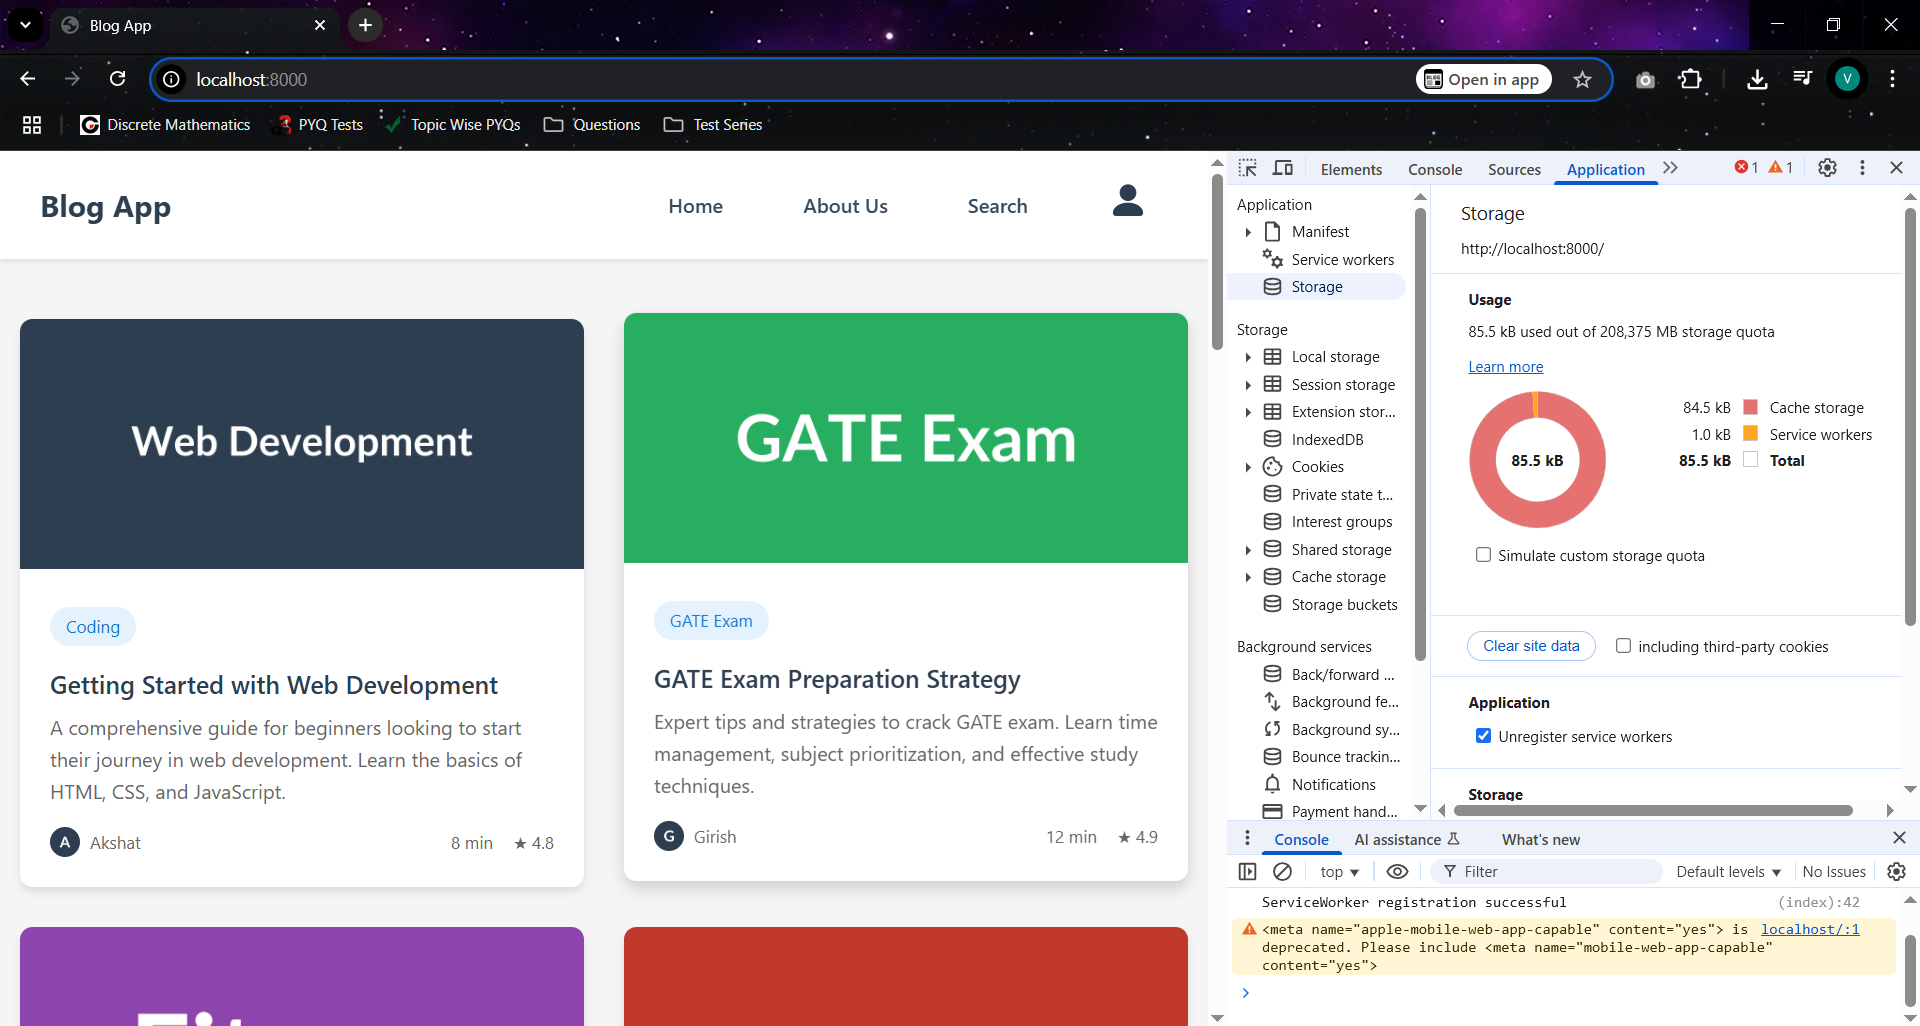 Blog App
localhost:8000
Open in app
V
Discrete Mathematics
PYQ Tests
Topic Wise PYQs
Questions
Test Series
Blog App
Home
About Us
Search
Web Development
Coding
Getting Started with Web Development
A comprehensive guide for beginners looking to start
their journey in web development. Learn the basics of
HTML, CSS, and JavaScript.
A Akshat 8 min ★ 4.8
GATE Exam
GATE Exam
GATE Exam Preparation Strategy
Expert tips and strategies to crack GATE exam. Learn time
management, subject prioritization, and effective study
techniques.
G Girish 12 min ★ 4.9
Elements Console Sources Application 1 1
Application
Manifest
Service workers
Storage
Storage
Local storage
Session storage
Extension stor...
IndexedDB
Cookies
Private state t...
Interest groups
Shared storage
Cache storage
Storage buckets
Background services
Back/forward ...
Background fe...
Background sy...
Bounce trackin...
Notifications
Payment hand...
Storage
http://localhost:8000/
Usage
85.5 kB used out of 208,375 MB storage quota
Learn more
85.5 kB
84.5 kB Cache storage
1.0 kB Service workers
85.5 kB Total
Simulate custom storage quota
Clear site data including third-party cookies
Application
Unregister service workers
Storage
Console AI assistance What's new
top Filter Default levels No Issues
ServiceWorker registration successful (index):42
<meta name="apple-mobile-web-app-capable" content="yes"> is localhost/:1
deprecated. Please include <meta name="mobile-web-app-capable"
content="yes">